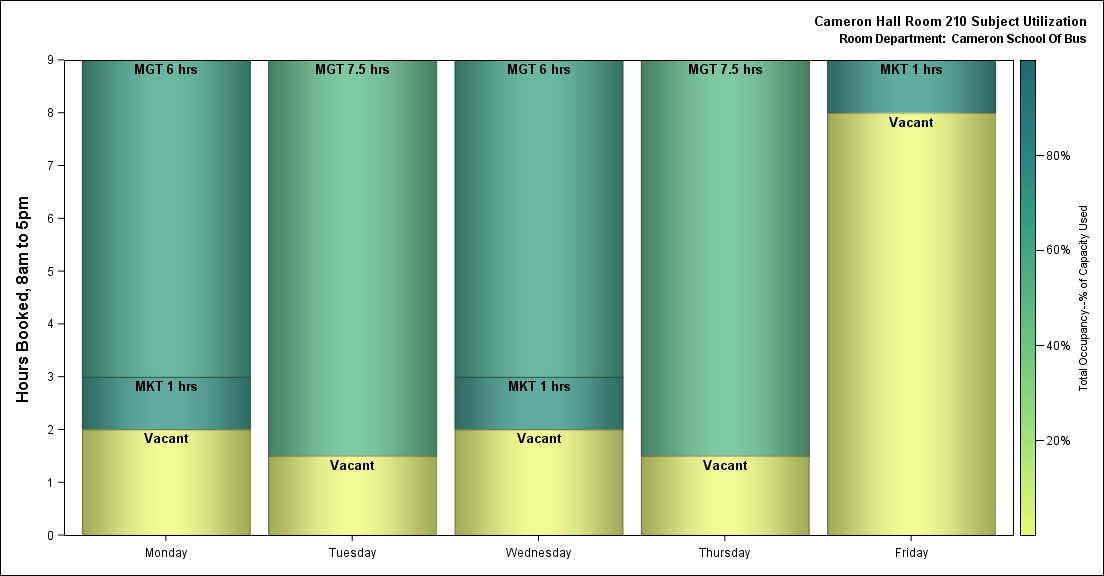 Cameron Hall Room 210 Subject Utilization
Room Department: Cameron School Of Bus
Hours Booked, 8am to 5pm
9
8
7
6
5
4
3
2
1
0
MGT 6 hrs
MKT 1 hrs
Vacant
MGT 7.5 hrs
Vacant
MGT 6 hrs
MKT 1 hrs
Vacant
MGT 7.5 hrs
Vacant
MKT 1 hrs
Vacant
Monday
Tuesday
Wednesday
Thursday
Friday
80%
60%
40%
20%
Total Occupancy--% of Capacity Used